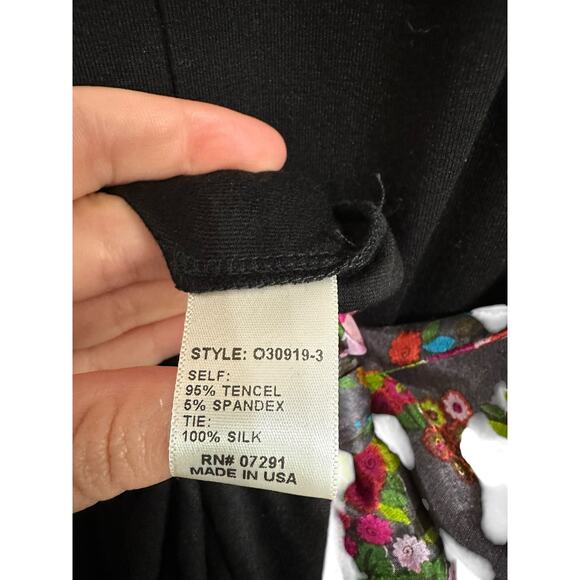 STYLE: O30919-3
SELF:
95% TENCEL
5% SPANDEX
TIE:
100% SILK
RN# 07291
MADE IN USA